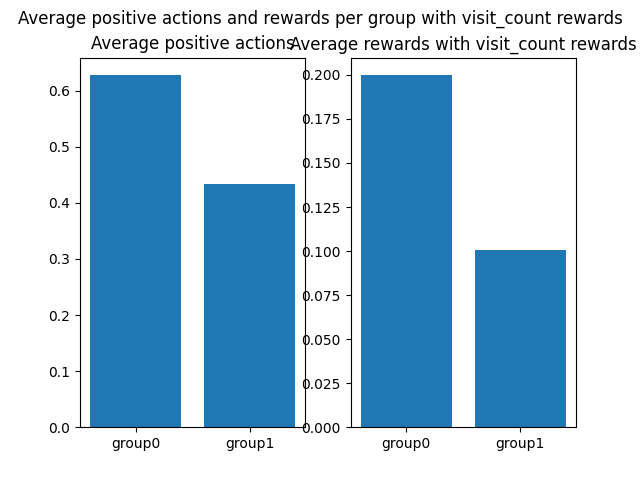 Average positive actions and rewards per group with visit_count rewards
Average positive actions
0.6
0.5
0.4
0.3
0.2
0.1
0.0
group0
group1
Average rewards with visit_count rewards
0.200
0.175
0.150
0.125
0.100
0.075
0.050
0.025
0.000
group0
group1